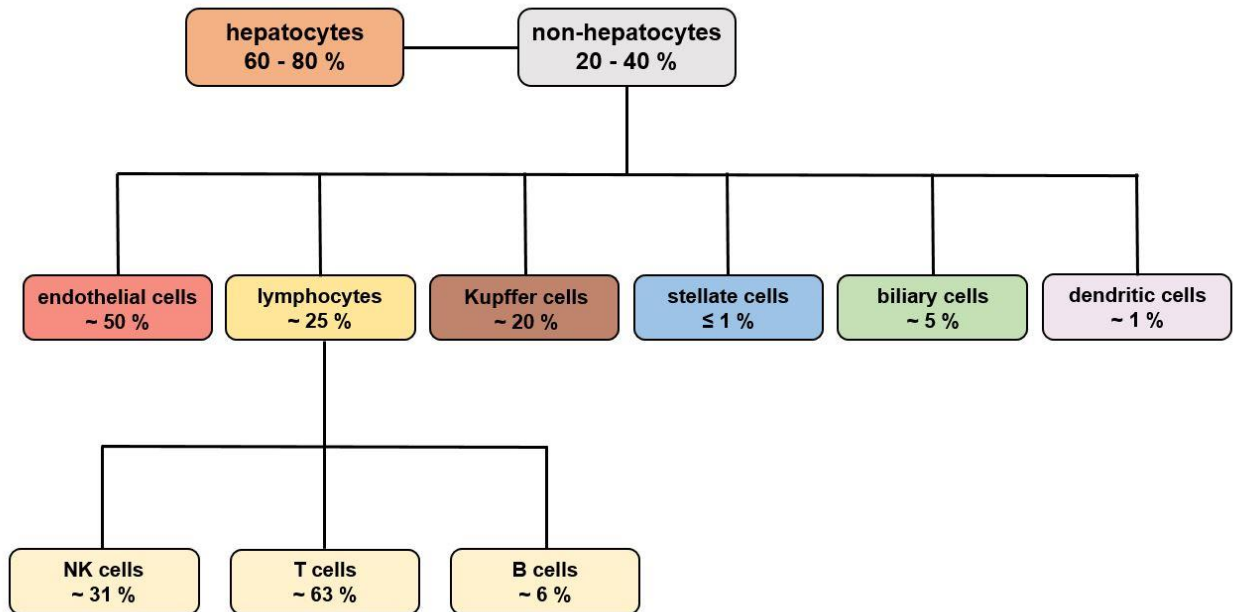 hepatocytes
60 - 80 %
non-hepatocytes
20 - 40 %
endothelial cells
~ 50 %
lymphocytes
~ 25 %
Kupffer cells
~ 20 %
stellate cells
≤ 1 %
biliary cells
~ 5 %
dendritic cells
~ 1 %
NK cells
~ 31 %
T cells
~ 63 %
B cells
~ 6 %